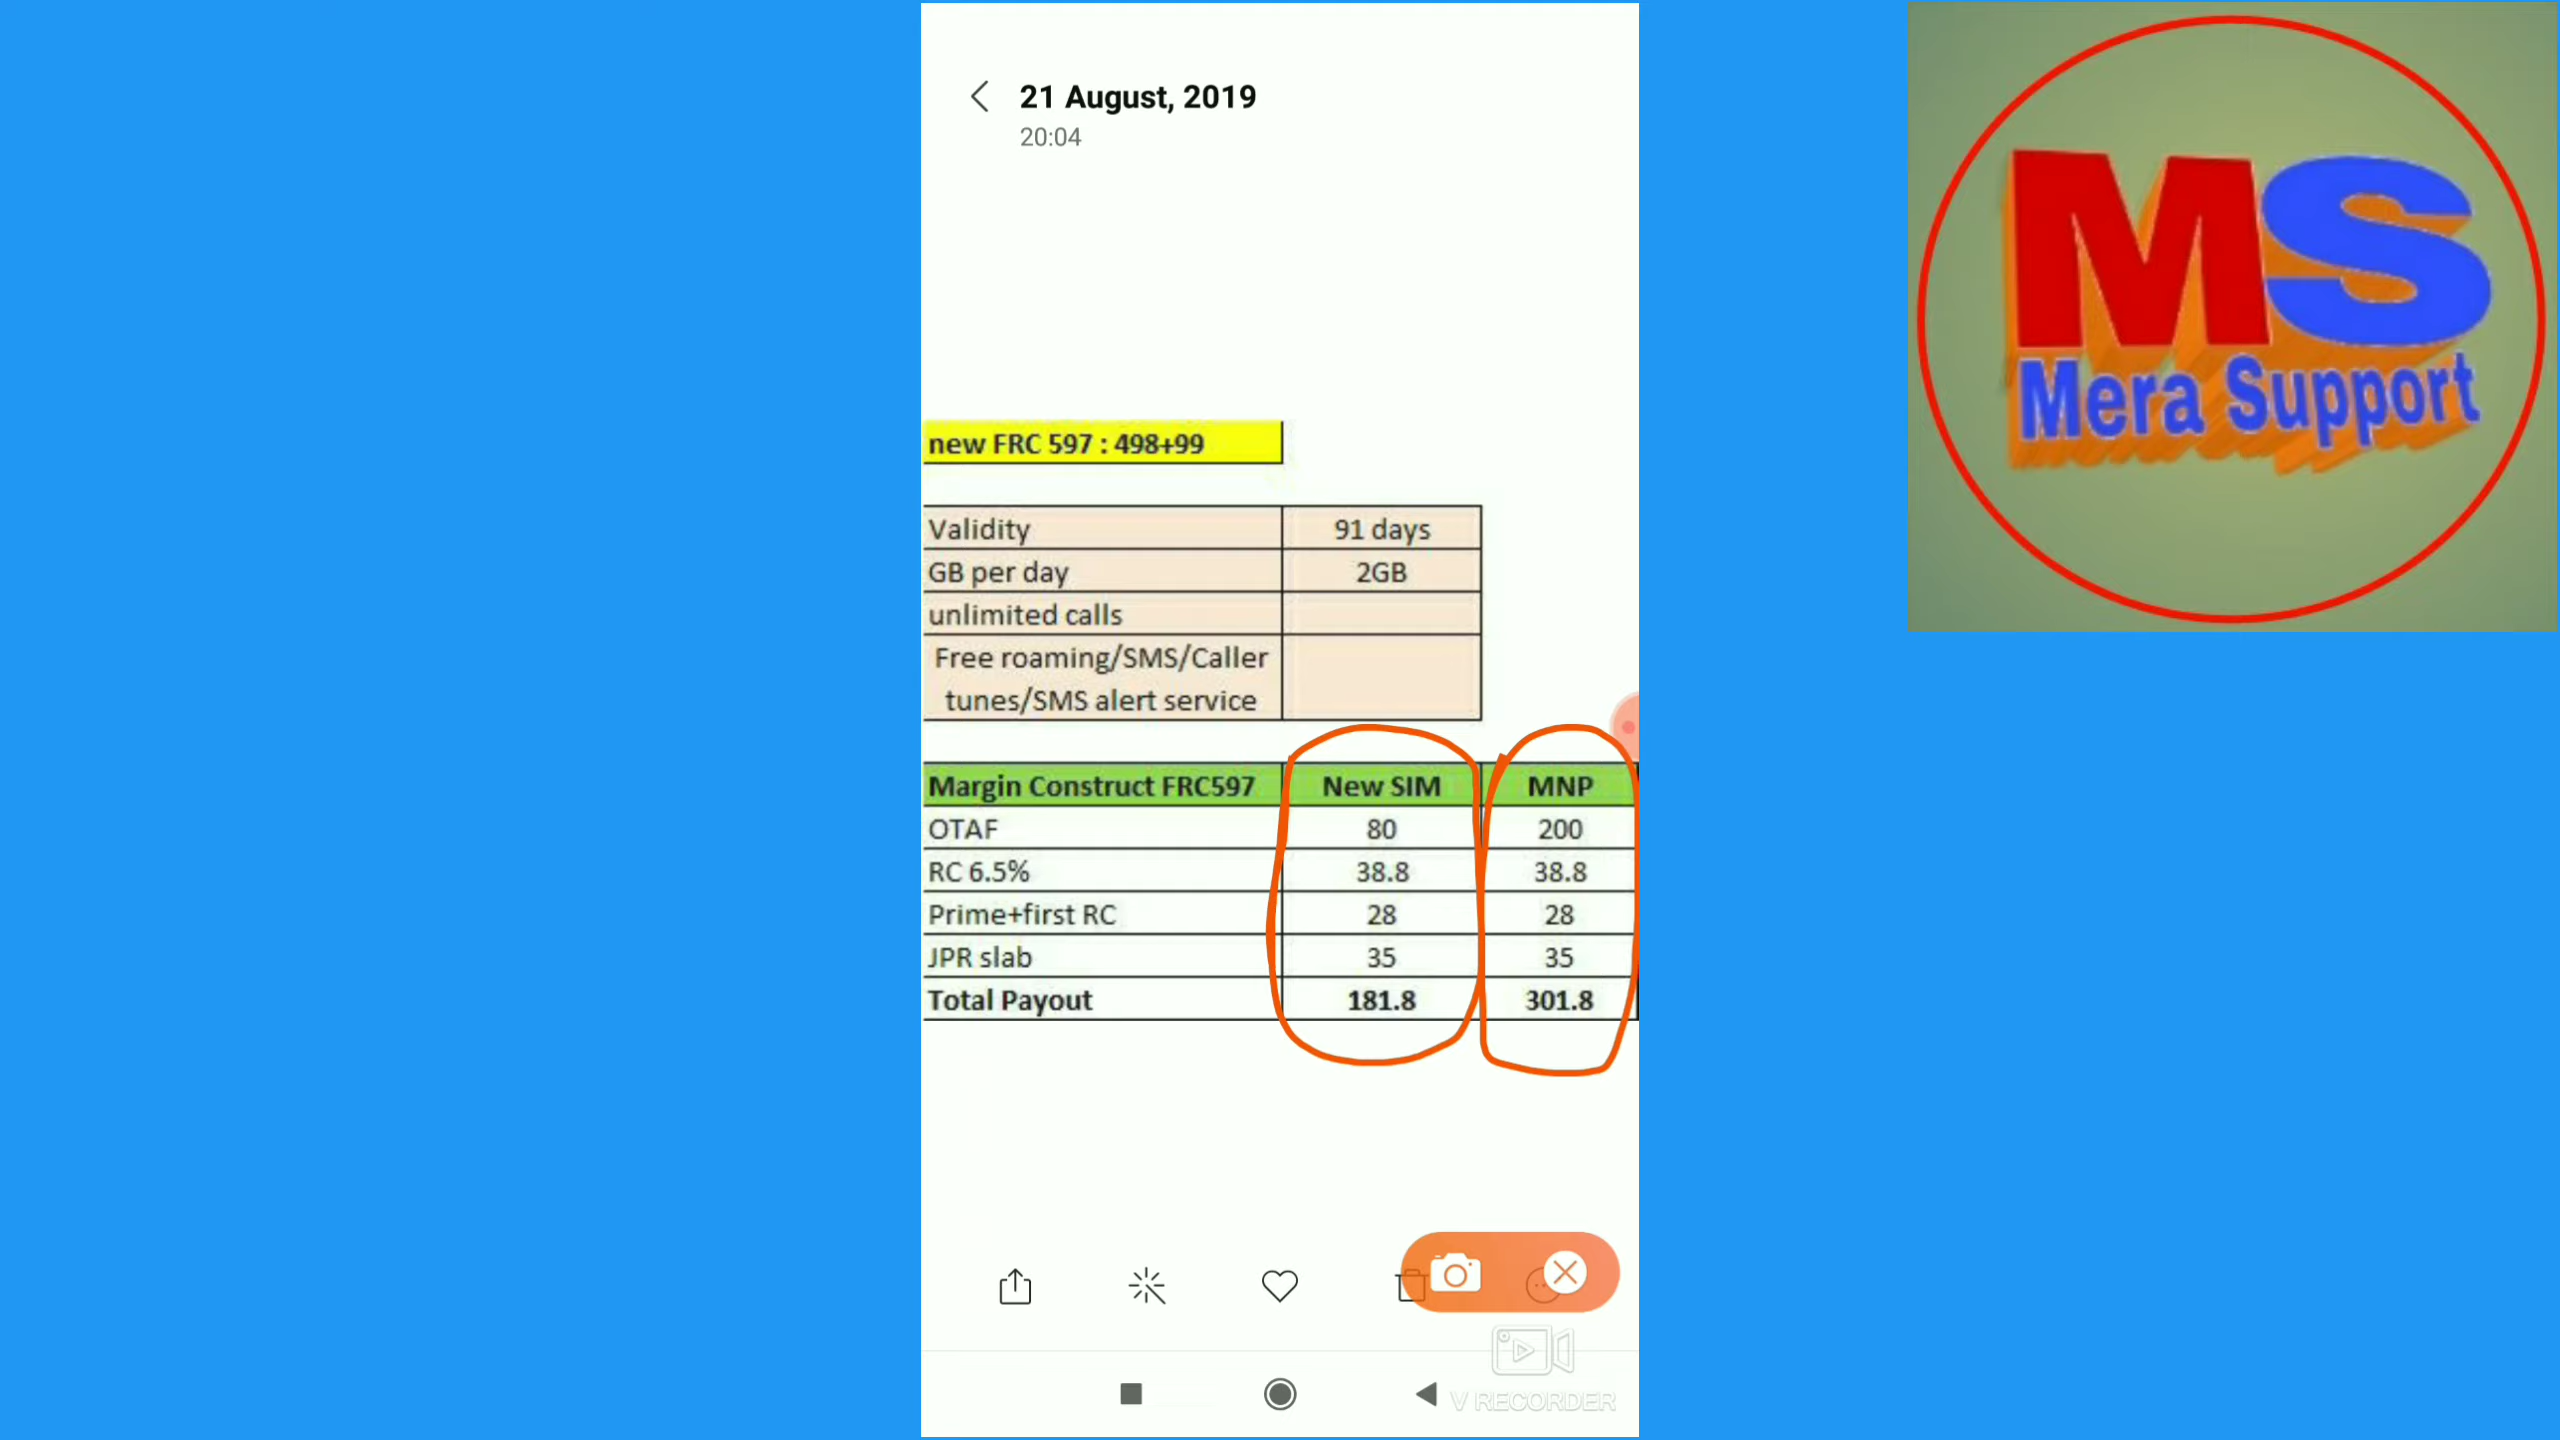 21 August, 2019
20:04
new FRC 597 : 498+99
Validity 91 days
GB per day 2GB
unlimited calls
Free roaming/SMS/Caller
tunes/SMS alert service
Margin Construct FRC597 New SIM MNP
OTAF 80 200
RC 6.5% 38.8 38.8
Prime+first RC 28 28
JPR slab 35 35
Total Payout 181.8 301.8
V RECORDER
MS
Mera Support